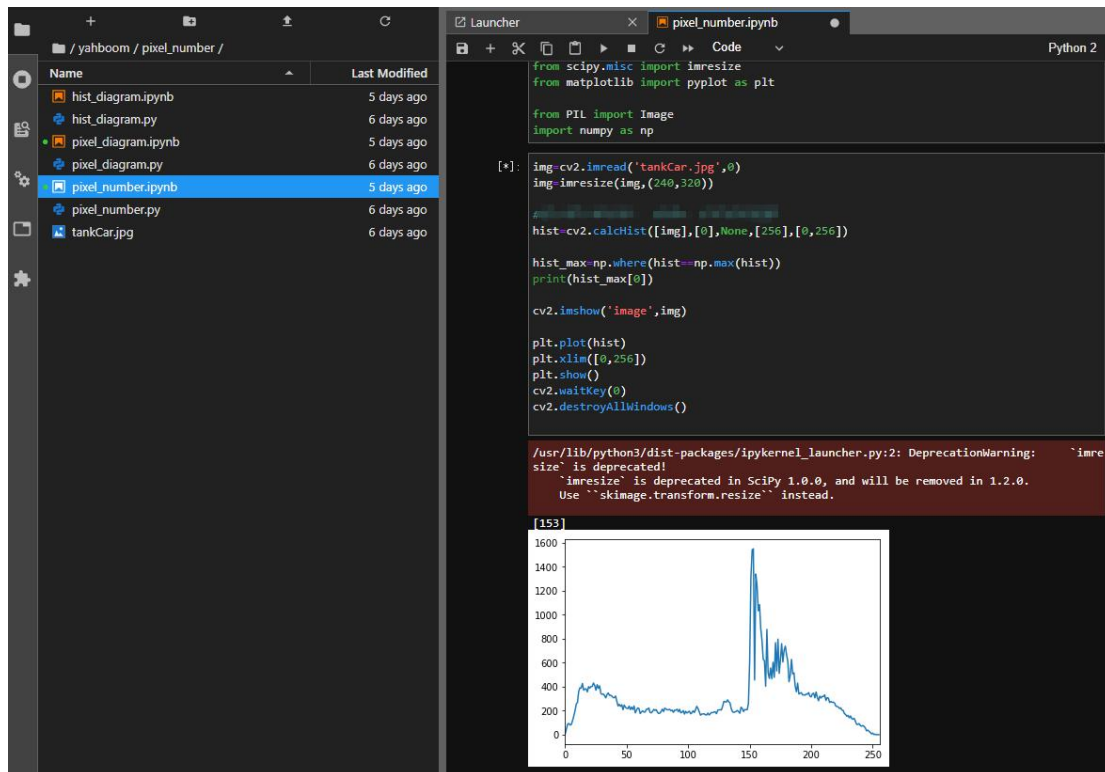 / yahboom / pixel_number /
Name Last Modified
hist_diagram.ipynb 5 days ago
hist_diagram.py 6 days ago
pixel_diagram.ipynb 5 days ago
pixel_diagram.py 6 days ago
pixel_number.ipynb 5 days ago
pixel_number.py 6 days ago
tankCar.jpg 6 days ago
Launcher pixel_number.ipynb
Code Python 2
from scipy.misc import imresize
from matplotlib import pyplot as plt
from PIL import Image
import numpy as np
[*]: img=cv2.imread('tankCar.jpg',0)
img=imresize(img,(240,320))
hist=cv2.calcHist([img],[0],None,[256],[0,256])
hist_max=np.where(hist==np.max(hist))
print(hist_max[0])
cv2.imshow('image',img)
plt.plot(hist)
plt.xlim([0,256])
plt.show()
cv2.waitKey(0)
cv2.destroyAllWindows()
/usr/lib/python3/dist-packages/ipykernel_launcher.py:2: DeprecationWarning: `imre
size` is deprecated!
`imresize` is deprecated in SciPy 1.0.0, and will be removed in 1.2.0.
Use ``skimage.transform.resize`` instead.
[153]
1600
1400
1200
1000
800
600
400
200
0
0 50 100 150 200 250